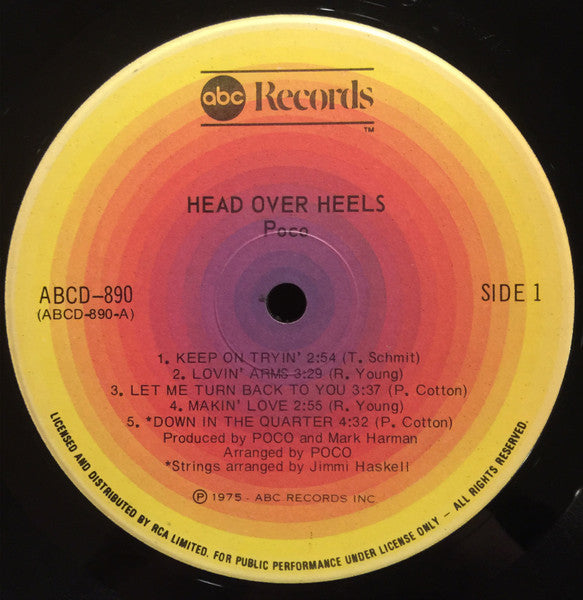 abc Records
TM
HEAD OVER HEELS
Poco
ABCD-890
(ABCD-890-A)
SIDE 1
1. KEEP ON TRYIN' 2:54 (T. Schmit)
2. LOVIN' ARMS 3:29 (R. Young)
3. LET ME TURN BACK TO YOU 3:37 (P. Cotton)
4. MAKIN' LOVE 2:55 (R. Young)
5. *DOWN IN THE QUARTER 4:32 (P. Cotton)
Produced by POCO and Mark Harman
Arranged by POCO
*Strings arranged by Jimmi Haskell
Ⓟ 1975 - ABC RECORDS INC
LICENSED AND DISTRIBUTED BY RCA LIMITED. FOR PUBLIC PERFORMANCE UNDER LICENSE ONLY – ALL RIGHTS RESERVED.